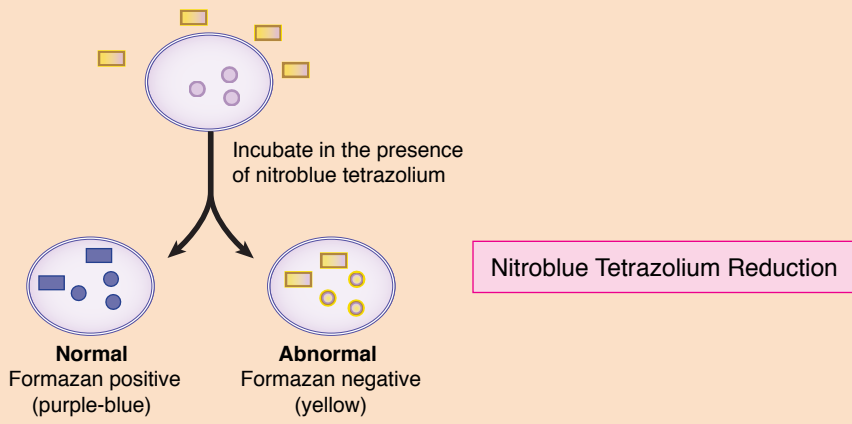 Incubate in the presence
of nitroblue tetrazolium
Nitroblue Tetrazolium Reduction
Normal
Formazan positive
(purple-blue)
Abnormal
Formazan negative
(yellow)